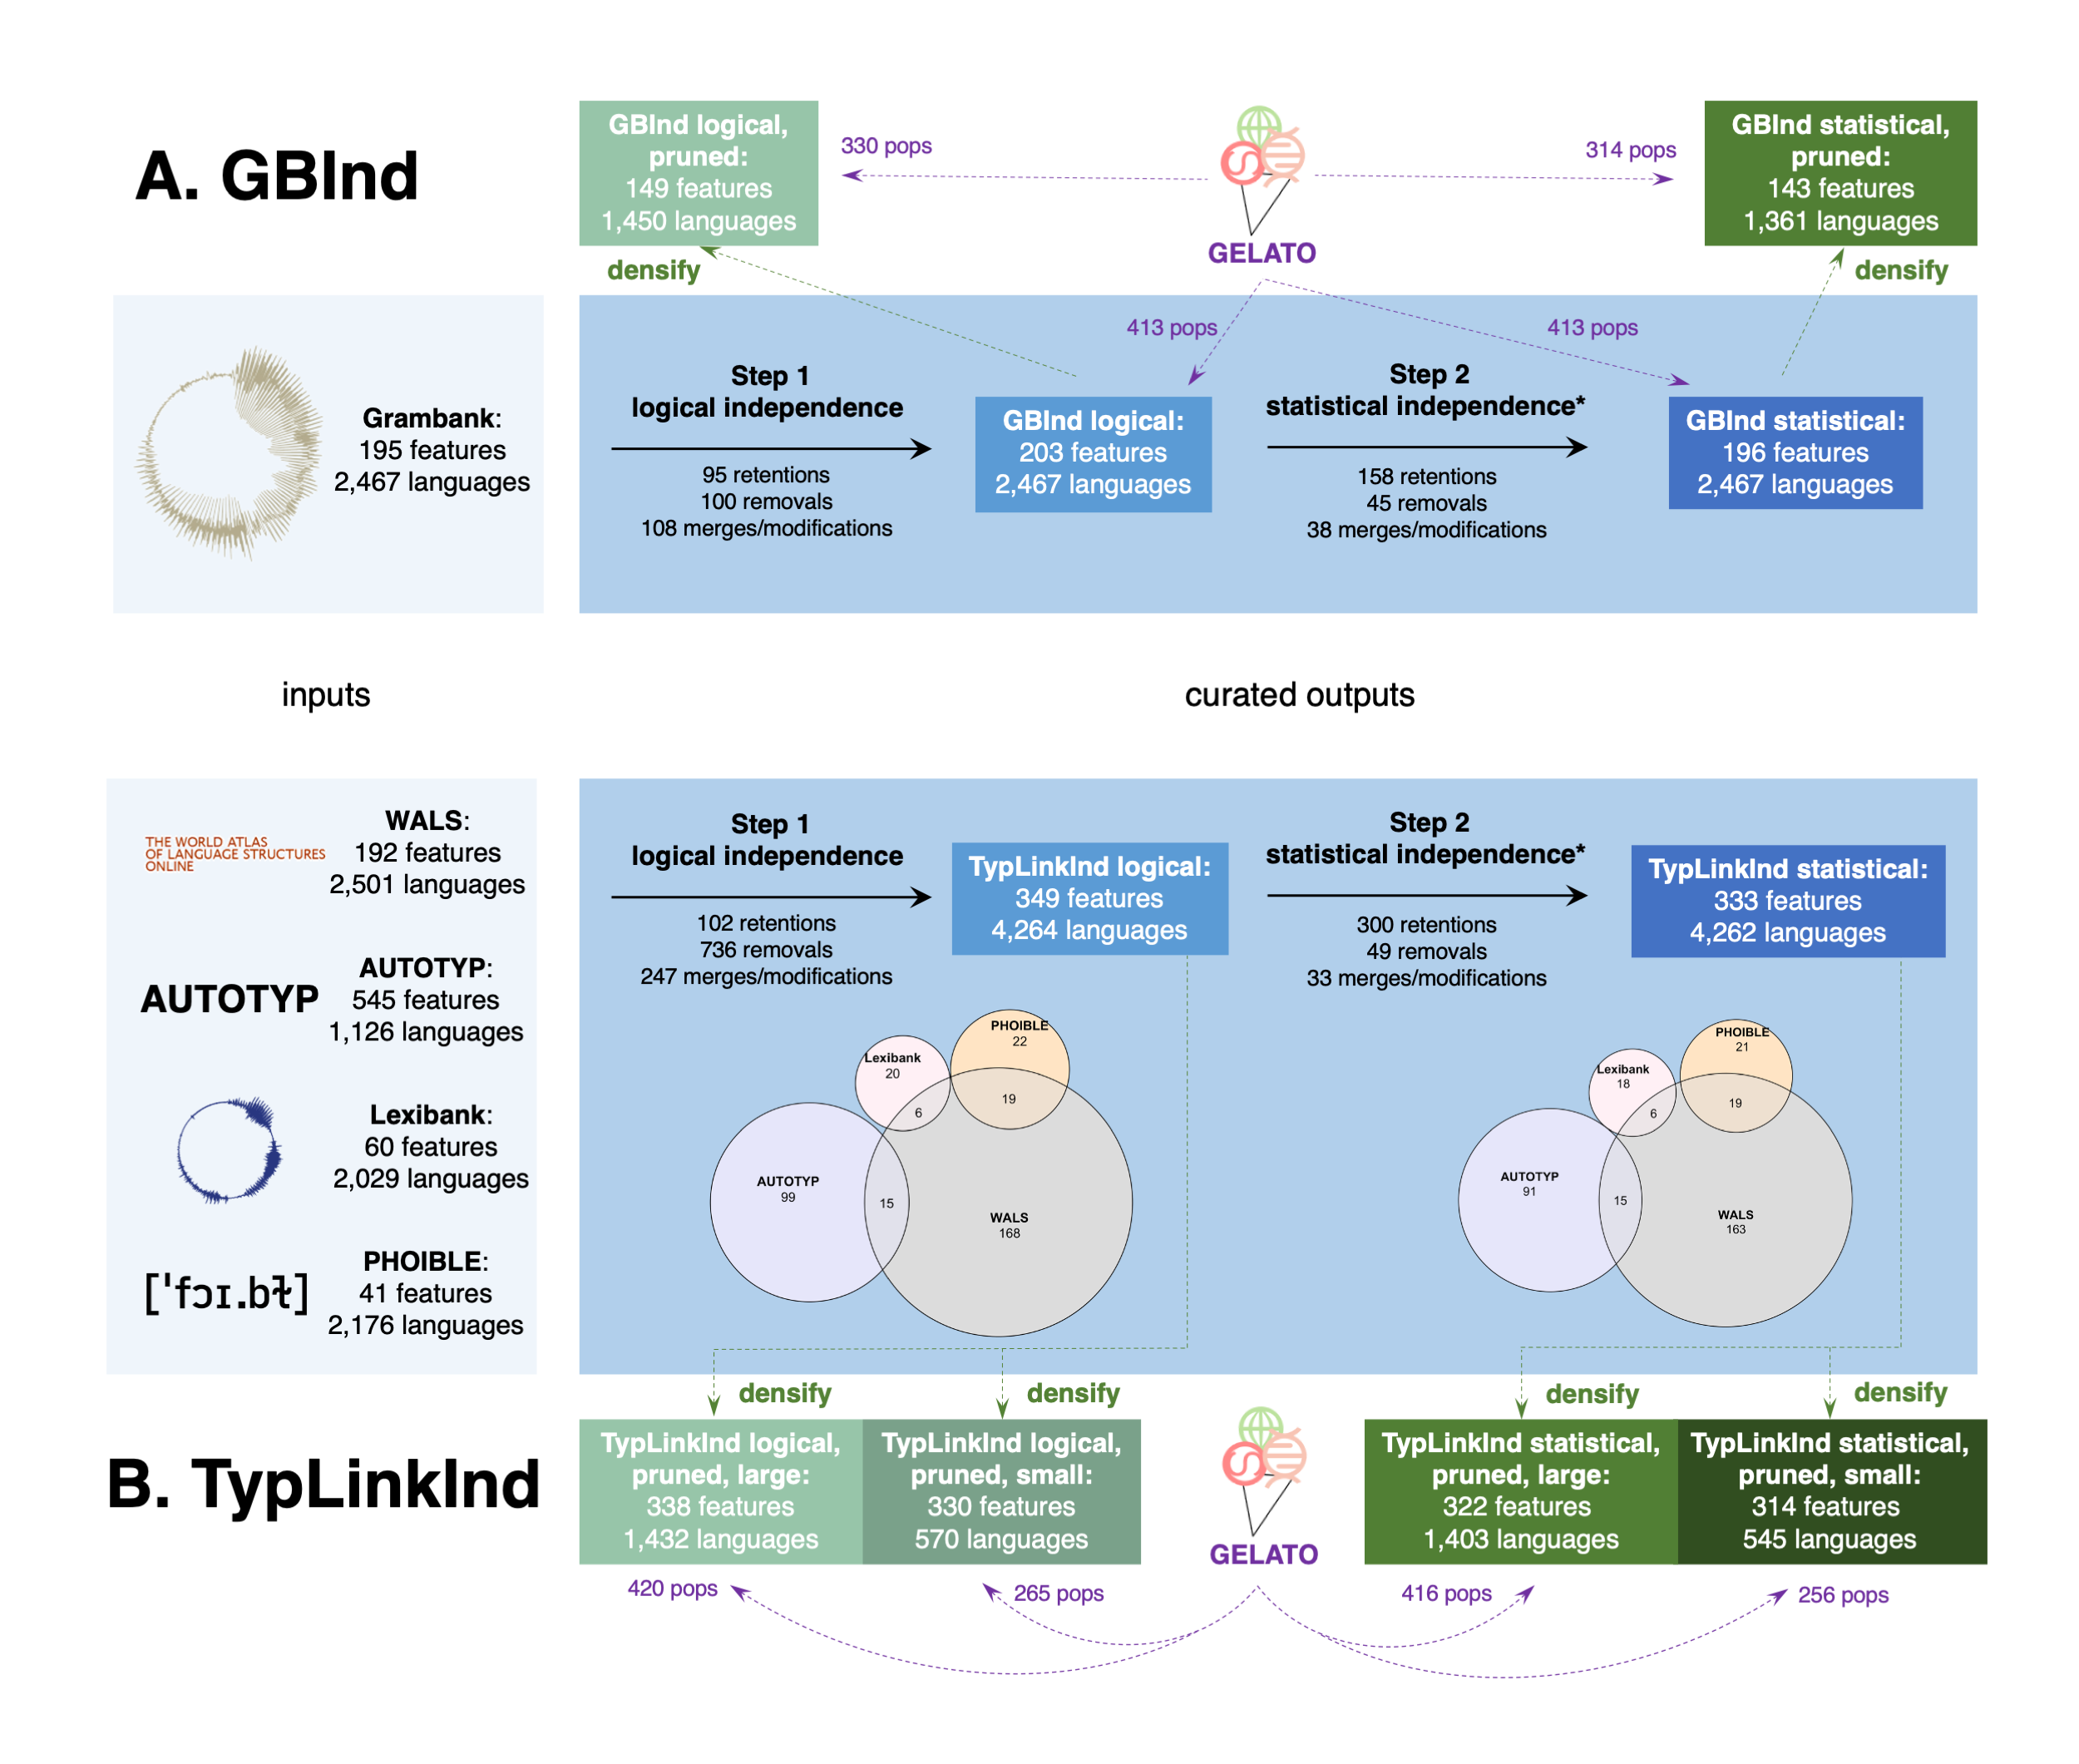 A. GBInd
GBInd logical,
pruned:
149 features
1,450 languages
densify
330 pops
GELATO
314 pops
GBInd statistical,
pruned:
143 features
1,361 languages
densify
413 pops
413 pops
Grambank:
195 features
2,467 languages
Step 1
logical independence
95 retentions
100 removals
108 merges/modifications
GBInd logical:
203 features
2,467 languages
Step 2
statistical independence*
158 retentions
45 removals
38 merges/modifications
GBInd statistical:
196 features
2,467 languages
inputs
curated outputs
THE WORLD ATLAS
OF LANGUAGE STRUCTURES
ONLINE
WALS:
192 features
2,501 languages
AUTOTYP
AUTOTYP:
545 features
1,126 languages
Lexibank:
60 features
2,029 languages
[ˈfɔɪ.bɫ]
PHOIBLE:
41 features
2,176 languages
Step 1
logical independence
102 retentions
736 removals
247 merges/modifications
TypLinkInd logical:
349 features
4,264 languages
Step 2
statistical independence*
300 retentions
49 removals
33 merges/modifications
TypLinkInd statistical:
333 features
4,262 languages
PHOIBLE
22
Lexibank
20
19
6
AUTOTYP
99
15
WALS
168
PHOIBLE
21
Lexibank
18
19
6
AUTOTYP
91
15
WALS
163
densify
densify
densify
densify
B. TypLinkInd
TypLinkInd logical,
pruned, large:
338 features
1,432 languages
TypLinkInd logical,
pruned, small:
330 features
570 languages
GELATO
TypLinkInd statistical,
pruned, large:
322 features
1,403 languages
TypLinkInd statistical,
pruned, small:
314 features
545 languages
420 pops
265 pops
416 pops
256 pops